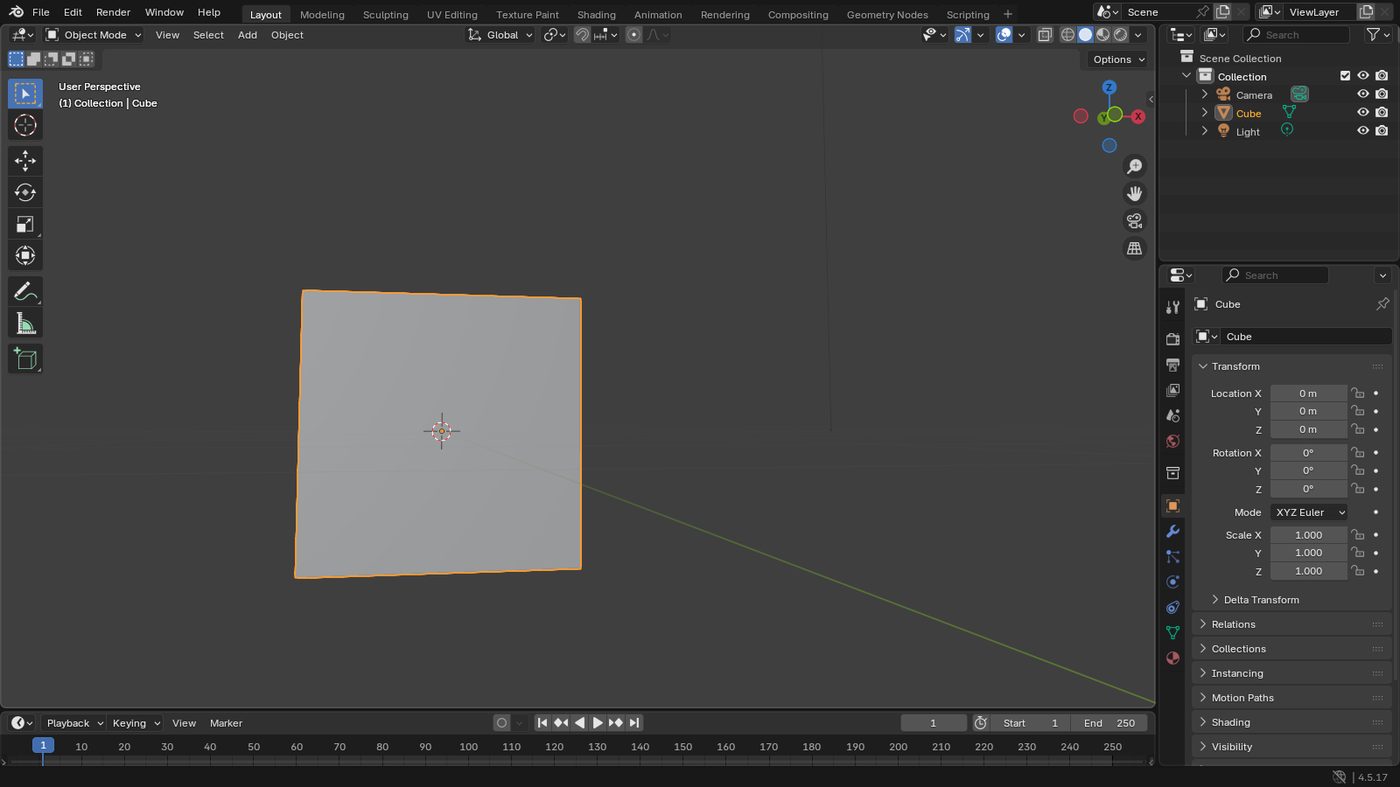 File Edit Render Window Help Layout Modeling Sculpting UV Editing Texture Paint Shading Animation Rendering Compositing Geometry Nodes Scripting + Scene ViewLayer
Object Mode View Select Add Object Global Search
Options
User Perspective
(1) Collection | Cube
Z
Y
X
Scene Collection
Collection
Camera
Cube
Light
Search
Cube
Cube
Transform
Location X 0 m
Y 0 m
Z 0 m
Rotation X 0°
Y 0°
Z 0°
Mode XYZ Euler
Scale X 1.000
Y 1.000
Z 1.000
Delta Transform
Relations
Collections
Instancing
Motion Paths
Shading
Visibility
Playback Keying View Marker 1 Start 1 End 250
1 10 20 30 40 50 60 70 80 90 100 110 120 130 140 150 160 170 180 190 200 210 220 230 240 250
4.5.17